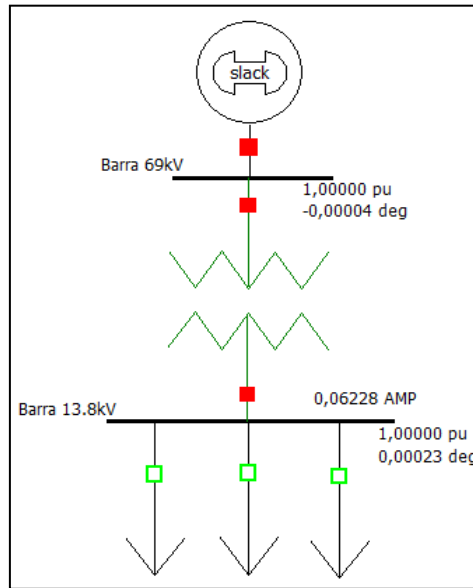 slack
Barra 69kV
1,00000 pu
-0,00004 deg
0,06228 AMP
Barra 13.8kV
1,00000 pu
0,00023 deg